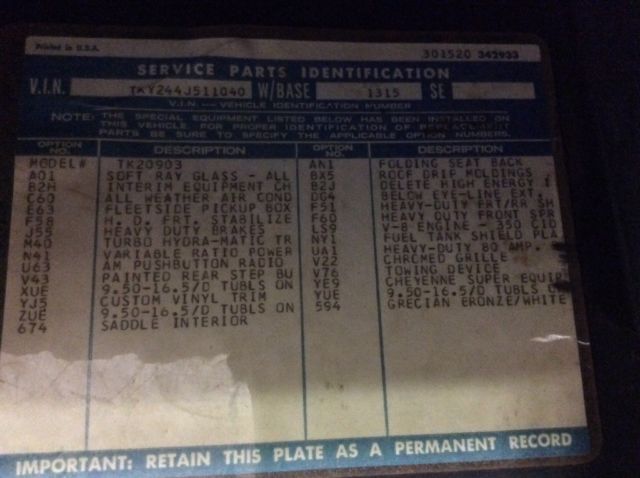 Printed in U.S.A.
301520 342933
SERVICE PARTS IDENTIFICATION
V.I.N. TKY244J511040 W/BASE 1315 SE
V.I.N. — VEHICLE IDENTIFICATION NUMBER
NOTE: THE SPECIAL EQUIPMENT LISTED BELOW HAS BEEN INSTALLED ON
THIS VEHICLE. FOR PROPER IDENTIFICATION OF REPLACEMENT
PARTS BE SURE TO SPECIFY THE APPLICABLE OPTION NUMBERS.
OPTION NO. DESCRIPTION OPTION NO. DESCRIPTION
MODEL# TK20903
A01 SOFT RAY GLASS - ALL
B2H INTERIM EQUIPMENT CH
C60 ALL WEATHER AIR COND
E63 FLEETSIDE PICKUP BOX
F58 H.D. FRT. STABILIZE
J55 HEAVY DUTY BRAKES
M40 TURBO HYDRA-MATIC TR
N41 VARIABLE RATIO POWER
U63 AM PUSHBUTTON RADIO
V43 PAINTED REAR STEP BU
XUE 9.50-16.5/D TUBLS ON
YJ5 CUSTOM VINYL TRIM
ZUE 9.50-16.5/D TUBLS ON
674 SADDLE INTERIOR
AN1 FOLDING SEAT BACK
BX5 ROOF DRIP MOLDINGS
B2J DELETE HIGH ENERGY I
DG4 BELOW EYE-LINE EXT.
F51 HEAVY-DUTY FRT/RR SH
F60 HEAVY DUTY FRONT SPR
LS9 V-8 ENGINE - 350 CID
NY1 FUEL TANK SHIELD PLA
UA1 HEAVY-DUTY 80 AMP.
V22 CHROMED GRILLE
V76 TOWING DEVICE
YE9 CHEYENNE SUPER EQUIP
YUE 9.50-16.5/D TUBLS
594 GRECIAN BRONZE/WHITE
IMPORTANT: RETAIN THIS PLATE AS A PERMANENT RECORD